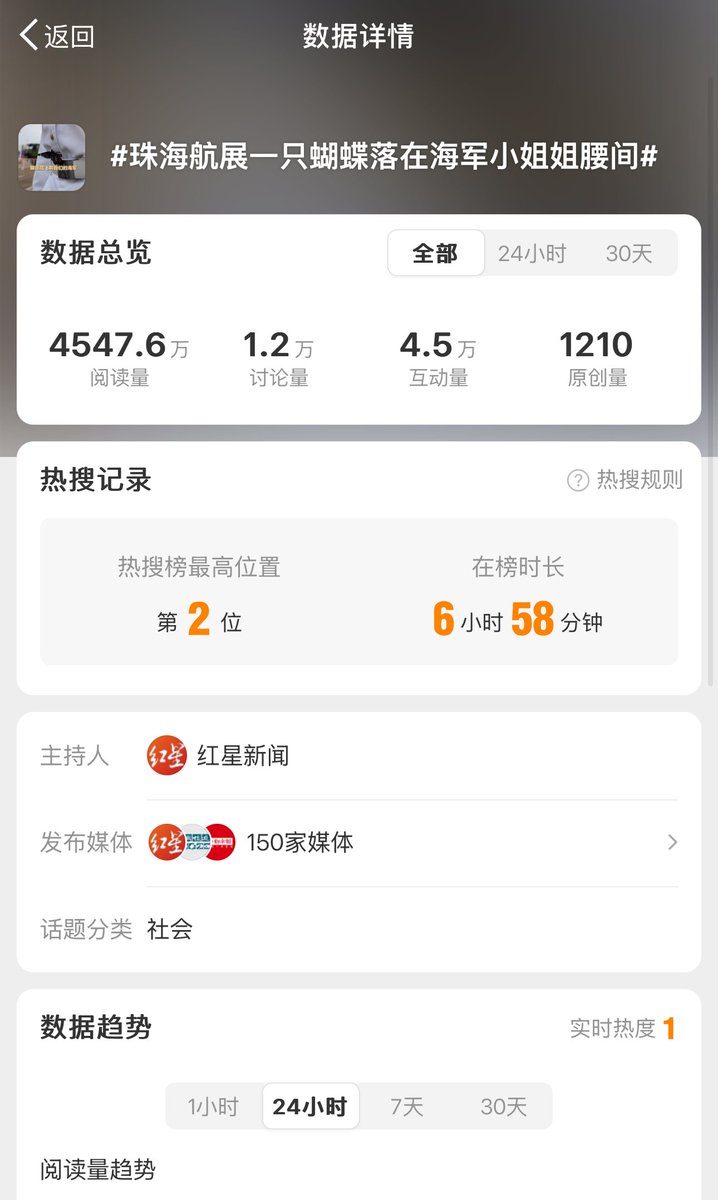 返回
数据详情
#珠海航展一只蝴蝶落在海军小姐姐腰间#
数据总览
全部 24小时 30天
4547.6万 1.2万 4.5万 1210
阅读量 讨论量 互动量 原创量
热搜记录
? 热搜规则
热搜榜最高位置 在榜时长
第 2 位 6 小时 58 分钟
主持人 红星 红星新闻
发布媒体 红星 150家媒体
话题分类 社会
数据趋势
实时热度 1
1小时 24小时 7天 30天
阅读量趋势